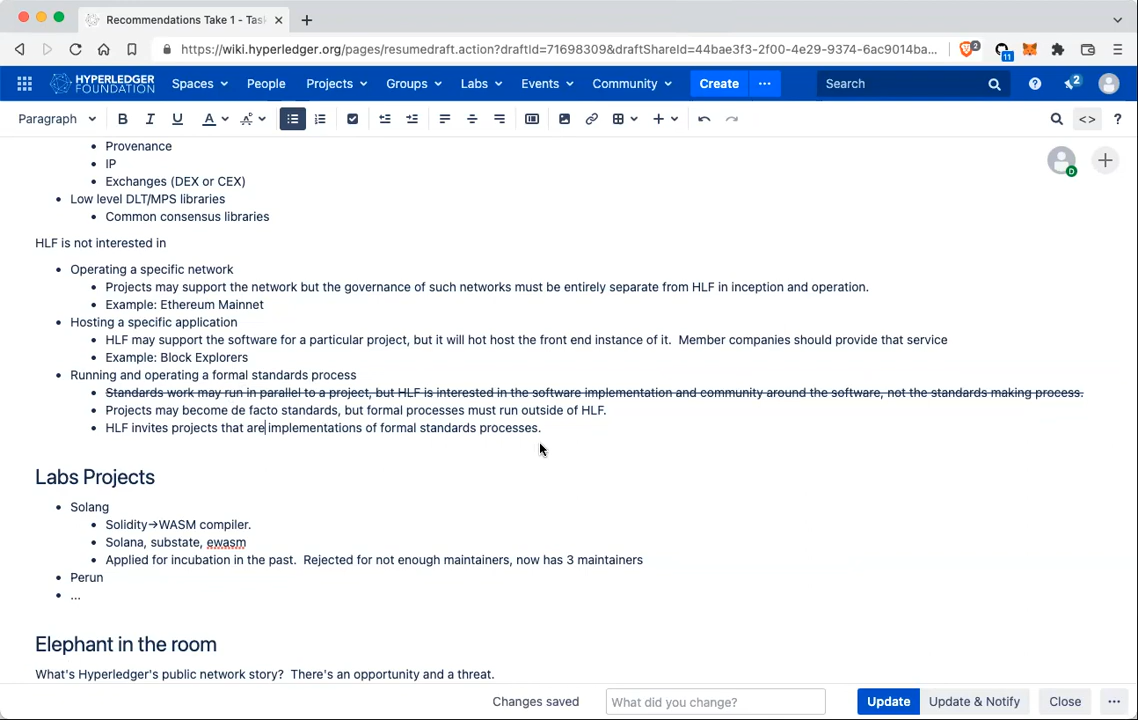 Recommendations Take 1 - Tas
https://wiki.hyperledger.org/pages/resumedraft.action?draftId=71698309&draftShareId=44bae3f3-2f00-4e29-9374-6ac9014ba...
2
11
HYPERLEDGER FOUNDATION
Spaces
People
Projects
Groups
Labs
Events
Community
Create
Search
2
Paragraph
B
I
U
A
Provenance
IP
Exchanges (DEX or CEX)
Low level DLT/MPS libraries
Common consensus libraries
HLF is not interested in
Operating a specific network
Projects may support the network but the governance of such networks must be entirely separate from HLF in inception and operation.
Example: Ethereum Mainnet
Hosting a specific application
HLF may support the software for a particular project, but it will hot host the front end instance of it.  Member companies should provide that service
Example: Block Explorers
Running and operating a formal standards process
Standards work may run in parallel to a project, but HLF is interested in the software implementation and community around the software, not the standards making process.
Projects may become de facto standards, but formal processes must run outside of HLF.
HLF invites projects that are implementations of formal standards processes.
Labs Projects
Solang
Solidity→WASM compiler.
Solana, substate, ewasm
Applied for incubation in the past.  Rejected for not enough maintainers, now has 3 maintainers
Perun
...
Elephant in the room
What's Hyperledger's public network story?  There's an opportunity and a threat.
Changes saved
What did you change?
Update
Update & Notify
Close
...